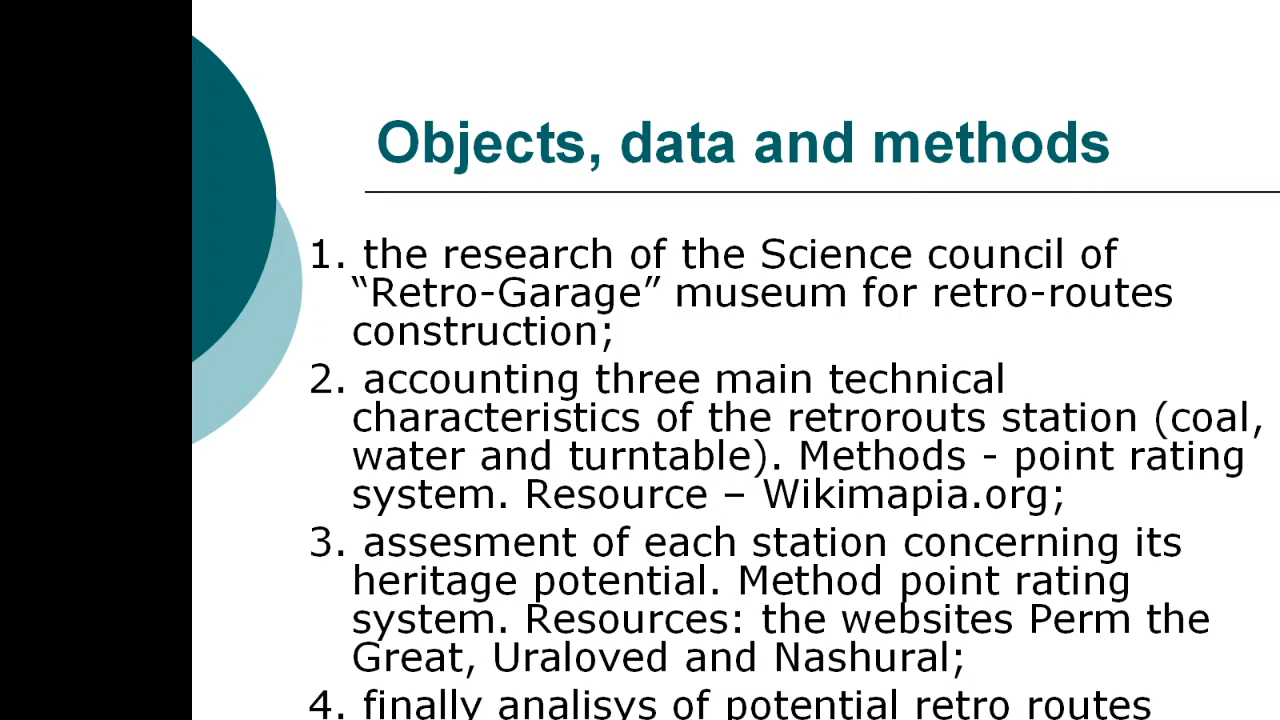 Objects, data and methods
1. the research of the Science council of
“Retro-Garage” museum for retro-routes
construction;
2. accounting three main technical
characteristics of the retrorouts station (coal,
water and turntable). Methods - point rating
system. Resource – Wikimapia.org;
3. assesment of each station concerning its
heritage potential. Method point rating
system. Resources: the websites Perm the
Great, Uraloved and Nashural;
4. finally analisys of potential retro routes